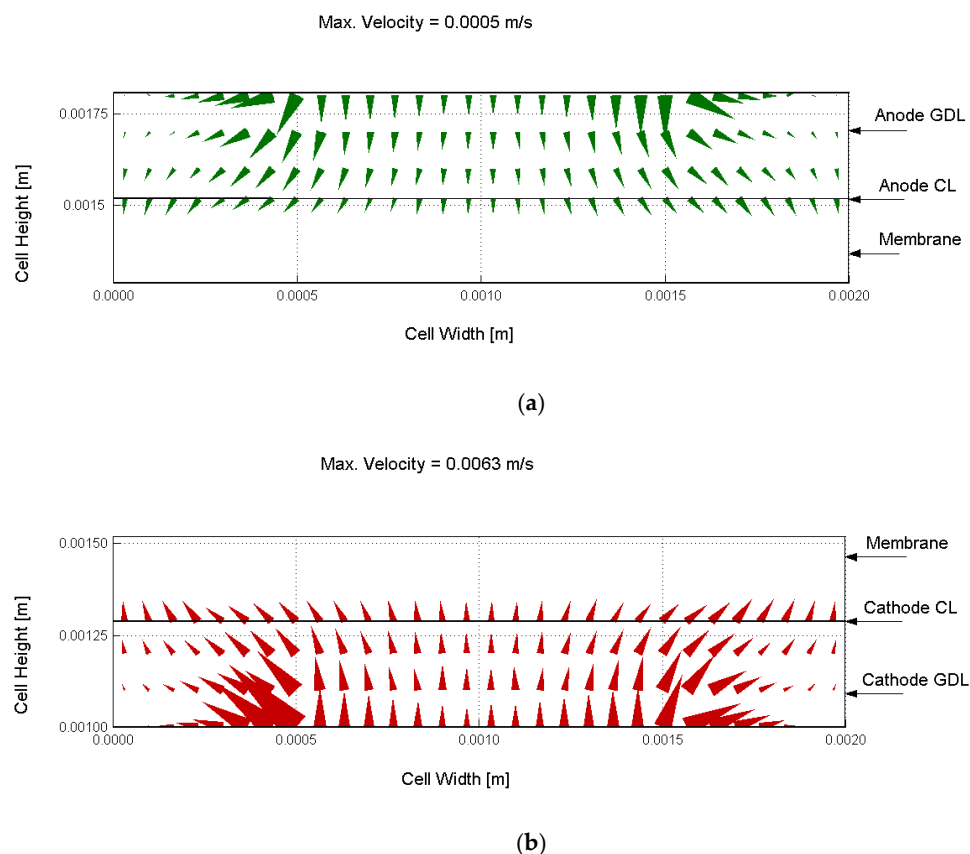 Max. Velocity = 0.0005 m/s
0.00175
Anode GDL
Cell Height [m]
0.0015
Anode CL
Membrane
0.0000 0.0005 0.0010 0.0015 0.0020
Cell Width [m]
(a)
Max. Velocity = 0.0063 m/s
0.00150
Membrane
Cell Height [m]
Cathode CL
0.00125
Cathode GDL
0.00100
0.0000 0.0005 0.0010 0.0015 0.0020
Cell Width [m]
(b)